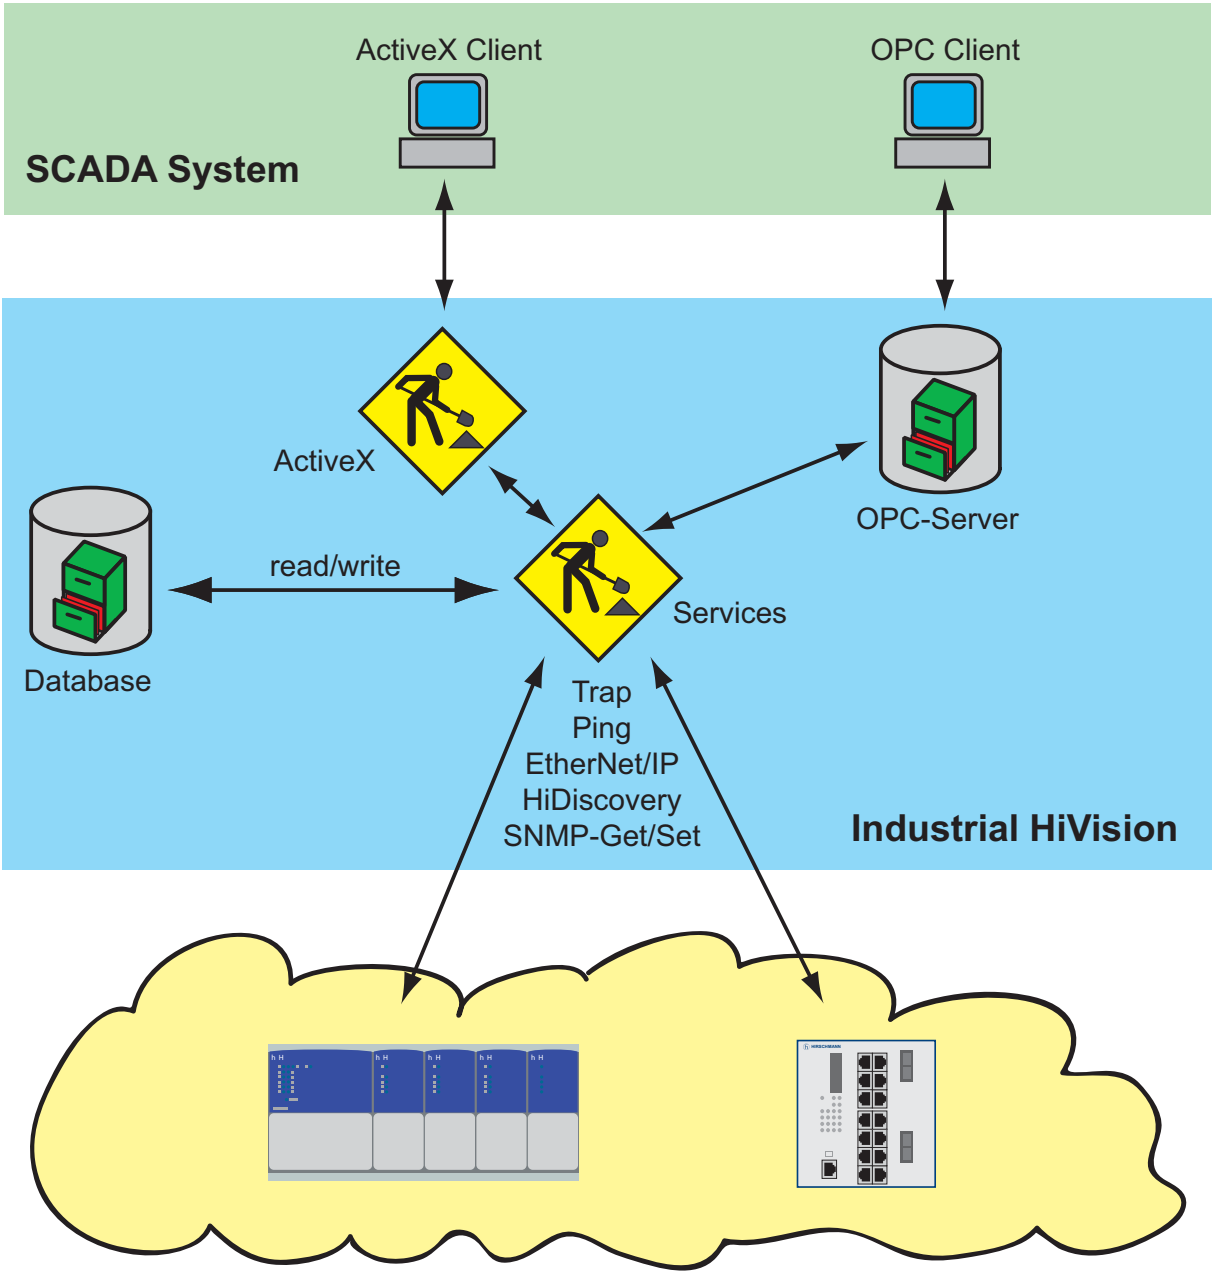 ActiveX Client
OPC Client
SCADA System
ActiveX
OPC-Server
read/write
Services
Database
Trap
Ping
EtherNet/IP
HiDiscovery
SNMP-Get/Set
Industrial HiVision
h H
h H
h H
h H
h H
h HIRSCHMANN